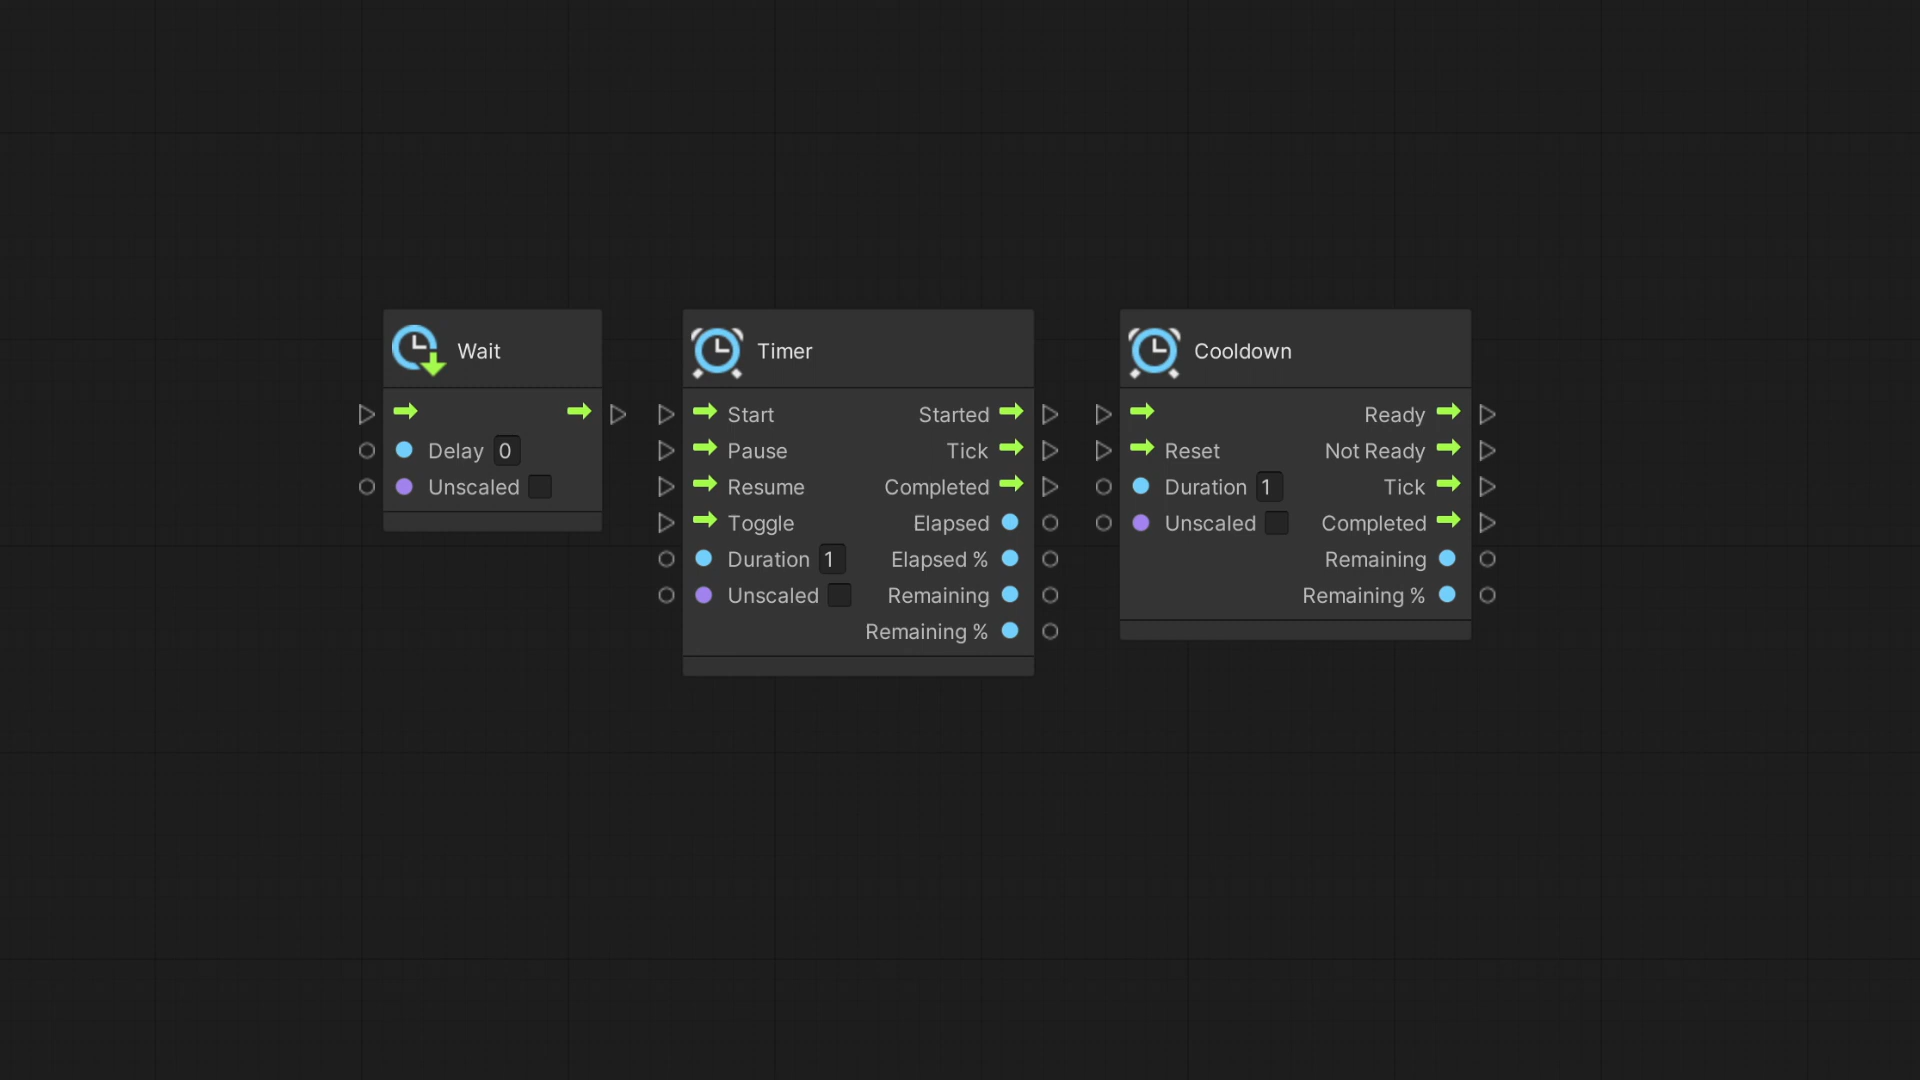 Wait
Delay 0
Unscaled
Timer
Start Started
Pause Tick
Resume Completed
Toggle Elapsed
Duration 1 Elapsed %
Unscaled Remaining
Remaining %
Cooldown
Ready
Reset Not Ready
Duration 1 Tick
Unscaled Completed
Remaining
Remaining %